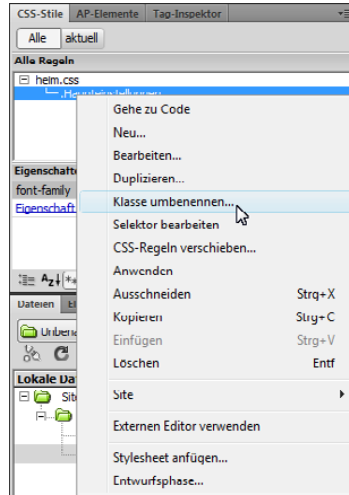 CSS-Stile AP-Elemente Tag-Inspektor
Alle aktuell
Alle Regeln
heim.css
.Haupteinstellungen
Gehe zu Code
Neu...
Bearbeiten...
Duplizieren...
Eigenschaft
Klasse umbenennen...
font-family
Eigenschaft
Selektor bearbeiten
CSS-Regeln verschieben...
Anwenden
Ausschneiden Strg+X
Dateien
Kopieren Strg+C
Einfügen Strg+V
Löschen Entf
Lokale Da
Site
Externen Editor verwenden
Stylesheet anfügen...
Entwurfsphase...